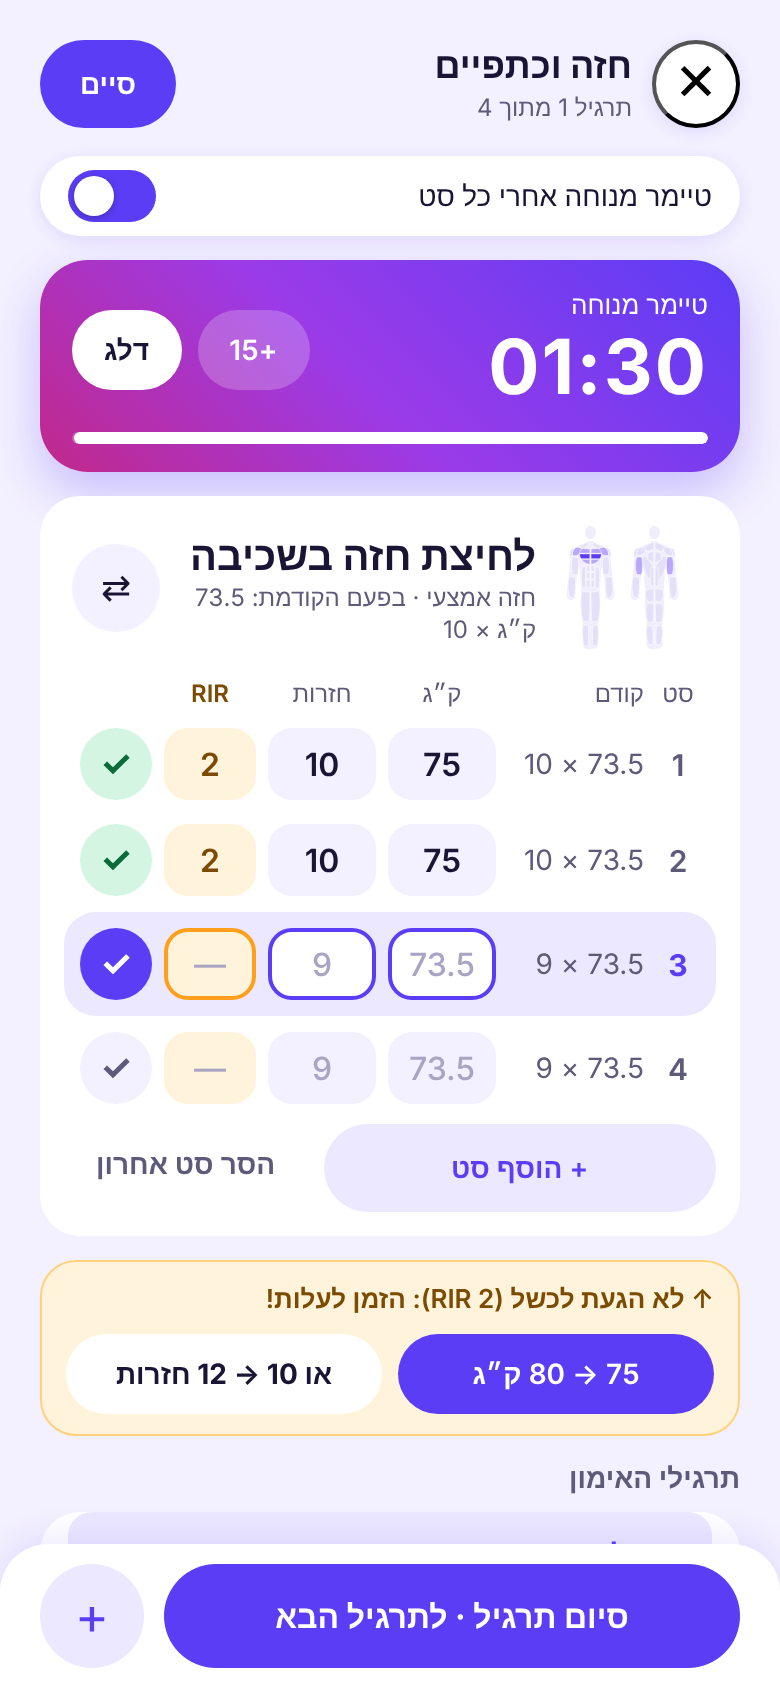 חזה וכתפיים
תרגיל 1 מתוך 4
סיים
טיימר מנוחה אחרי כל סט
טיימר מנוחה
01:30
+15
דלג
לחיצת חזה בשכיבה
חזה אמצעי · בפעם הקודמת: 73.5
ק״ג × 10
סט קודם ק״ג חזרות RIR
1 73.5 × 10 75 10 2
2 73.5 × 10 75 10 2
3 73.5 × 9 73.5 9 —
4 73.5 × 9 73.5 9 —
+ הוסף סט
הסר סט אחרון
↑ לא הגעת לכשל (RIR 2): הזמן לעלות!
75 → 80 ק״ג
או 10 → 12 חזרות
תרגילי האימון
סיום תרגיל · לתרגיל הבא
+